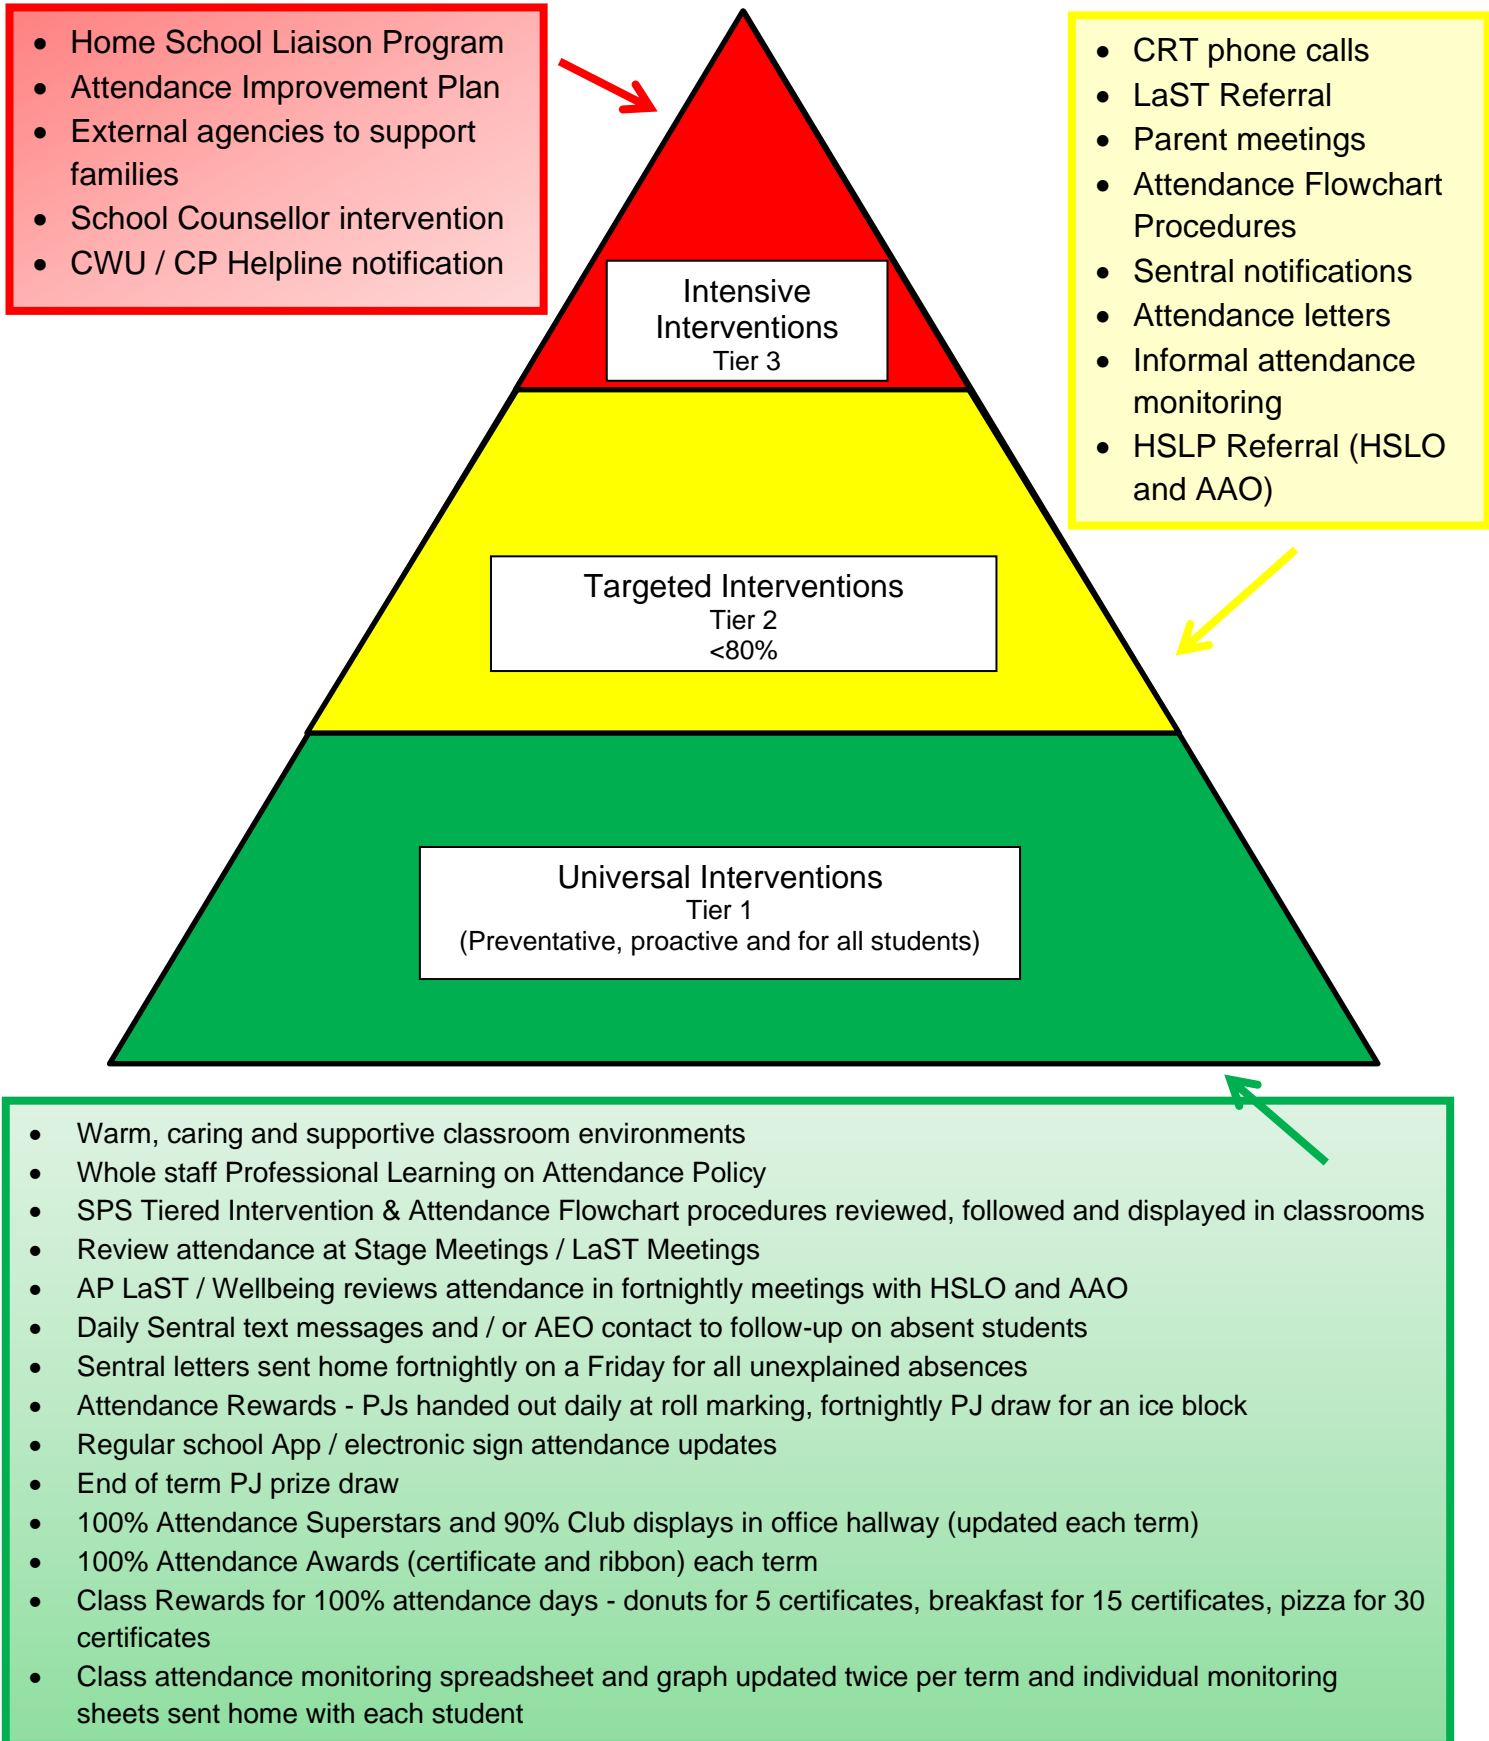 • Home School Liaison Program
• Attendance Improvement Plan
• External agencies to support
families
• School Counsellor intervention
• CWU / CP Helpline notification
• CRT phone calls
• LaST Referral
• Parent meetings
• Attendance Flowchart
Procedures
• Sentral notifications
• Attendance letters
• Informal attendance
monitoring
• HSLP Referral (HSLO
and AAO)
Intensive
Interventions
Tier 3
Targeted Interventions
Tier 2
<80%
Universal Interventions
Tier 1
(Preventative, proactive and for all students)
• Warm, caring and supportive classroom environments
• Whole staff Professional Learning on Attendance Policy
• SPS Tiered Intervention & Attendance Flowchart procedures reviewed, followed and displayed in classrooms
• Review attendance at Stage Meetings / LaST Meetings
• AP LaST / Wellbeing reviews attendance in fortnightly meetings with HSLO and AAO
• Daily Sentral text messages and / or AEO contact to follow-up on absent students
• Sentral letters sent home fortnightly on a Friday for all unexplained absences
• Attendance Rewards - PJs handed out daily at roll marking, fortnightly PJ draw for an ice block
• Regular school App / electronic sign attendance updates
• End of term PJ prize draw
• 100% Attendance Superstars and 90% Club displays in office hallway (updated each term)
• 100% Attendance Awards (certificate and ribbon) each term
• Class Rewards for 100% attendance days - donuts for 5 certificates, breakfast for 15 certificates, pizza for 30
certificates
• Class attendance monitoring spreadsheet and graph updated twice per term and individual monitoring
sheets sent home with each student